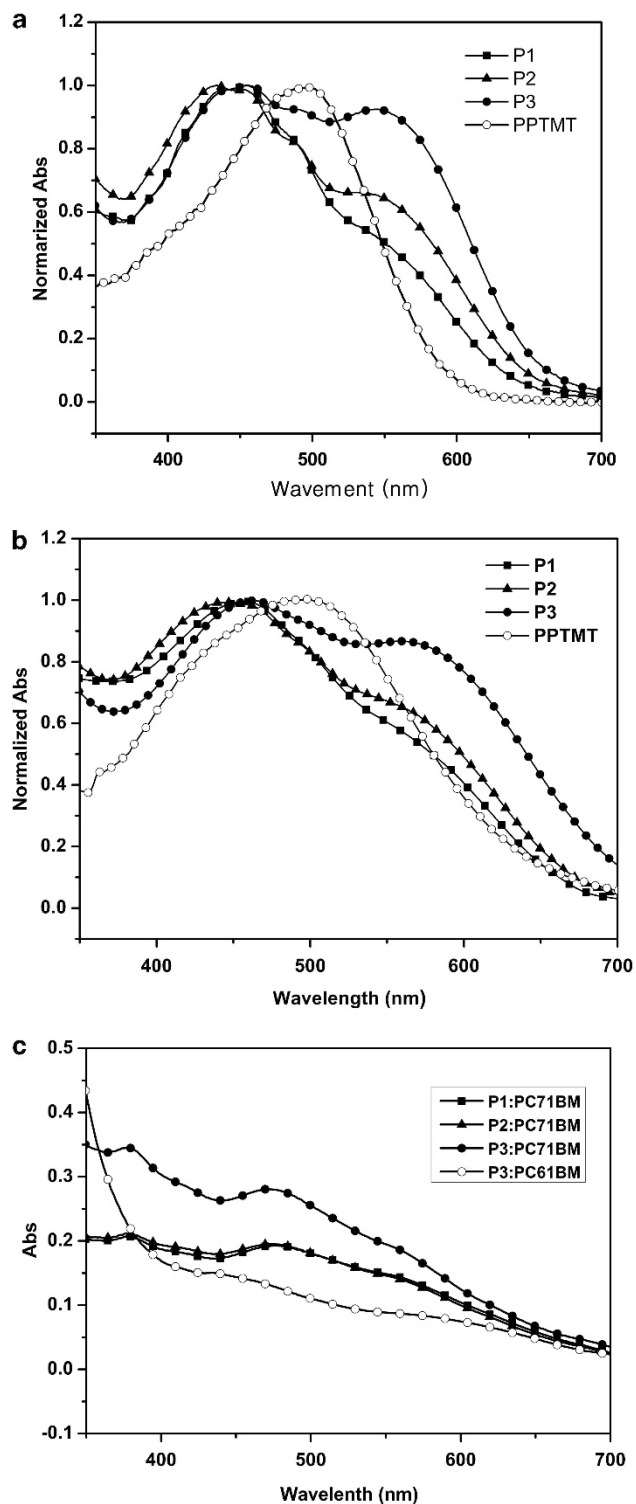 a
1.2
1.0
0.8
0.6
0.4
0.2
0.0
Normarized Abs
P1
P2
P3
PPTMT
400 500 600 700
Wavement (nm)
b
1.2
1.0
0.8
0.6
0.4
0.2
0.0
Normalized Abs
P1
P2
P3
PPTMT
400 500 600 700
Wavelength (nm)
c
0.5
0.4
0.3
0.2
0.1
0.0
-0.1
Abs
P1:PC71BM
P2:PC71BM
P3:PC71BM
P3:PC61BM
400 500 600 700
Wavelenth (nm)